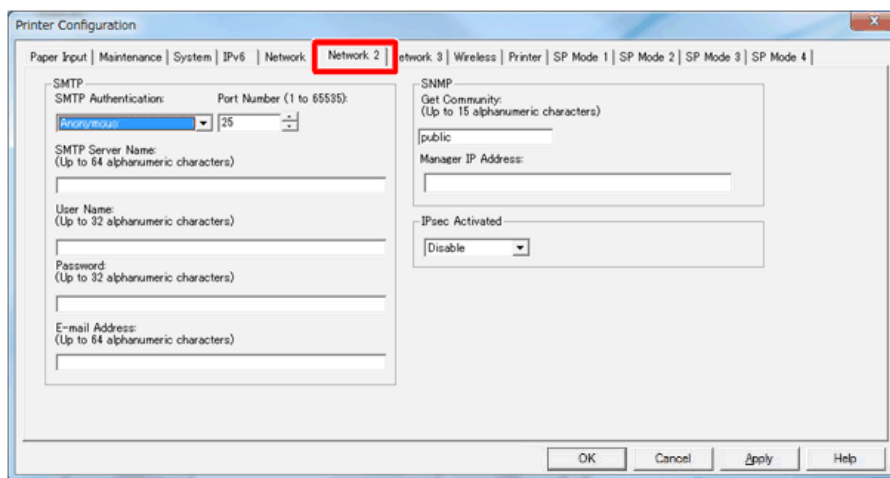 Printer Configuration
Paper Input | Maintenance | System | IPv6 | Network | Network 2 | etwork 3 | Wireless | Printer | SP Mode 1 | SP Mode 2 | SP Mode 3 | SP Mode 4 |
SMTP
SMTP Authentication: Port Number (1 to 65535):
Anonymous 25
SMTP Server Name:
(Up to 64 alphanumeric characters)
User Name:
(Up to 32 alphanumeric characters)
Password:
(Up to 32 alphanumeric characters)
E-mail Address:
(Up to 64 alphanumeric characters)
SNMP
Get Community:
(Up to 15 alphanumeric characters)
public
Manager IP Address:
IPsec Activated
Disable
OK Cancel Apply Help